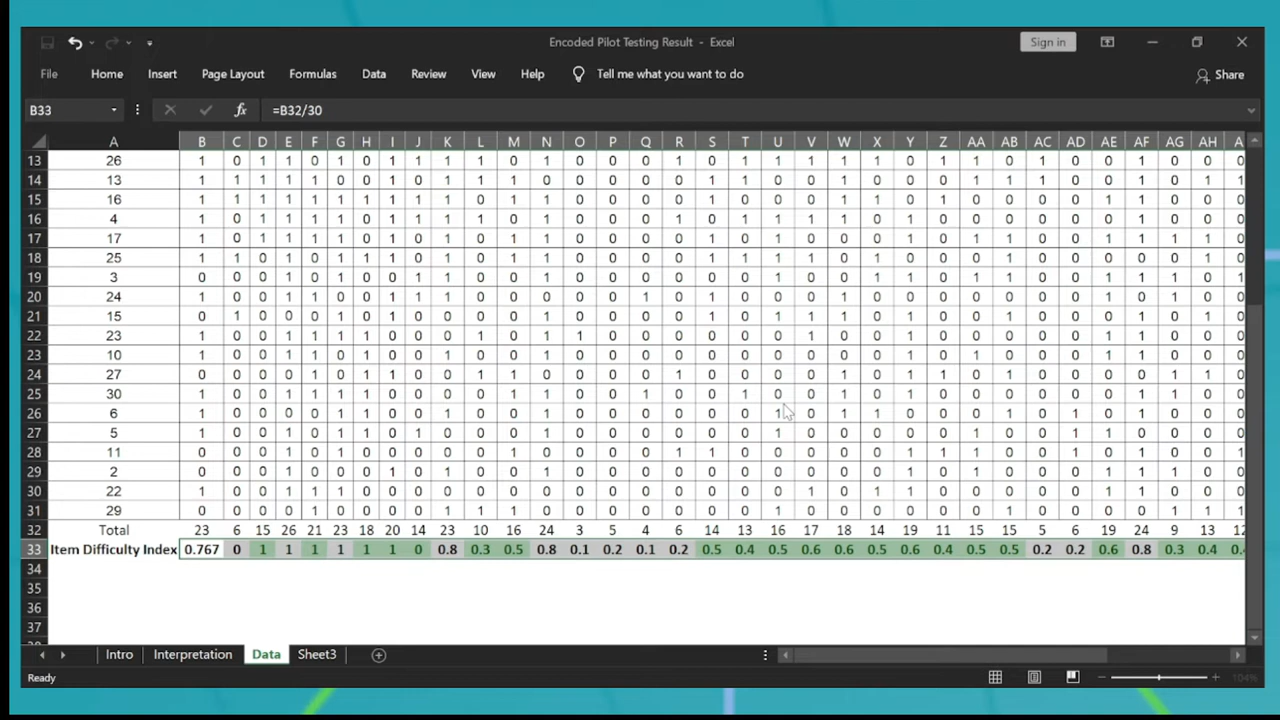 Encoded Pilot Testing Result - Excel
Sign in
File Home Insert Page Layout Formulas Data Review View Help Tell me what you want to do Share
B33 fx =B32/30
A B C D E F G H I J K L M N O P Q R S T U V W X Y Z AA AB AC AD AE AF AG AH A
13 26 1 0 1 1 0 1 0 1 1 1 1 0 1 0 0 0 1 0 1 1 1 1 1 1 0 1 0 1 0 1 1 0 0 0
14 13 1 1 1 1 1 0 0 1 0 1 1 1 0 0 0 0 0 1 1 0 0 1 0 0 0 1 1 1 0 0 1 0 1 1
15 16 1 1 1 1 1 1 1 1 1 1 0 1 1 0 0 0 0 1 0 0 0 1 1 0 1 0 0 0 0 1 1 0 0 0
16 4 1 0 1 1 1 1 0 1 1 1 1 1 1 0 0 0 1 0 1 1 1 1 0 1 0 0 0 0 0 1 1 0 0 0
17 17 1 0 1 1 1 1 0 1 0 1 0 1 1 0 0 0 0 1 0 1 0 0 0 1 0 1 1 0 0 1 1 1 1 0
18 25 1 1 0 1 0 1 1 1 0 1 0 1 1 0 0 0 0 1 1 1 1 1 0 0 0 1 1 0 0 0 0 0 1 0
19 3 0 0 0 1 0 1 0 0 1 1 0 0 1 0 0 0 0 0 0 1 0 0 1 1 0 1 1 0 0 1 0 0 1 1
20 24 1 0 0 1 1 0 0 1 1 1 0 0 0 0 0 1 0 1 0 0 0 1 0 0 0 0 0 0 0 1 0 1 0 0
21 15 0 1 0 0 0 1 0 1 0 0 0 0 1 0 0 0 0 1 0 1 1 1 0 0 0 0 1 0 0 0 1 0 0 0
22 23 1 0 0 1 1 1 1 0 0 0 1 0 1 1 0 0 0 0 0 0 1 0 0 1 0 0 0 0 0 0 1 0 0 0
23 10 1 0 0 1 1 0 1 0 0 1 0 0 1 0 0 0 0 0 0 0 0 0 0 1 0 1 0 0 0 1 1 0 0 0
24 27 0 0 0 0 1 0 1 1 0 0 1 1 0 0 0 0 1 0 0 0 0 1 0 1 1 0 0 0 0 0 1 1 1 0
25 30 1 0 0 1 1 1 1 0 0 0 0 1 1 0 0 1 0 0 1 0 0 1 0 1 0 0 0 0 0 0 1 1 0 0
26 6 1 0 0 0 1 1 0 0 0 1 0 0 1 0 0 0 0 0 0 1 0 1 1 0 0 0 1 0 1 0 1 0 0 0
27 5 1 0 0 1 0 1 1 0 1 0 0 0 1 0 0 0 0 0 0 1 0 0 0 0 0 1 0 0 1 1 0 0 0 0
28 11 0 0 0 1 1 1 1 0 0 0 0 1 0 0 0 0 1 1 0 0 0 0 0 1 1 1 0 0 1 0 0 0 0 1
29 2 0 0 0 1 0 0 0 1 0 1 0 0 1 0 0 0 0 0 0 0 0 0 0 0 0 0 0 0 0 1 1 0 0 0
30 22 1 0 0 1 1 1 0 0 0 0 0 0 0 0 0 0 0 0 0 0 1 0 1 1 0 0 0 0 0 1 0 0 0 0
31 29 0 0 0 0 1 0 0 0 0 1 0 0 0 0 0 0 0 0 0 1 0 0 0 0 0 0 1 0 0 0 1 0 0 0
32 Total 23 6 15 26 21 23 18 20 14 23 10 16 24 3 5 4 6 14 13 16 17 18 14 19 11 15 15 5 6 19 24 9 13 12
33 Item Difficulty Index 0.767 0 1 1 1 1 1 1 0 0.8 0.3 0.5 0.8 0.1 0.2 0.1 0.2 0.5 0.4 0.5 0.6 0.6 0.5 0.6 0.4 0.5 0.5 0.2 0.2 0.6 0.8 0.3 0.4 0.4
34
35
36
37
Intro Interpretation Data Sheet3
Ready 104%